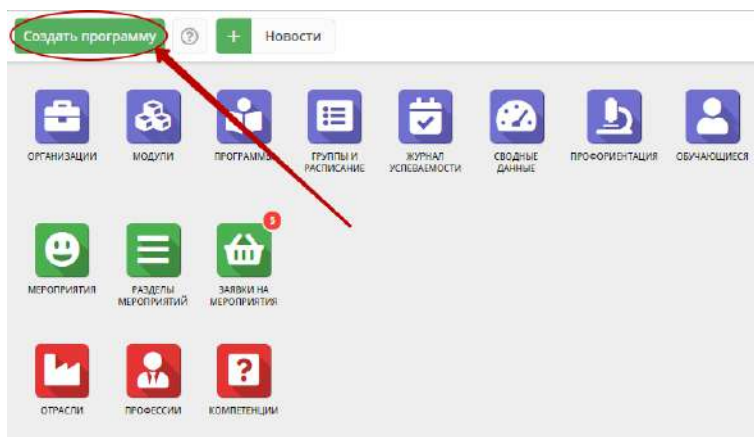 Создать программу ? + Новости
ОРГАНИЗАЦИИ МОДУЛИ ПРОГРАММЫ ГРУППЫ И РАСПИСАНИЕ ЖУРНАЛ УСПЕВАЕМОСТИ СВОДНЫЕ ДАННЫЕ ПРОФОРИЕНТАЦИЯ ОБУЧАЮЩИЕСЯ
5
МЕРОПРИЯТИЯ РАЗДЕЛЫ МЕРОПРИЯТИЙ ЗАЯВКИ НА МЕРОПРИЯТИЯ
?
ОТРАСЛИ ПРОФЕССИИ КОМПЕТЕНЦИИ